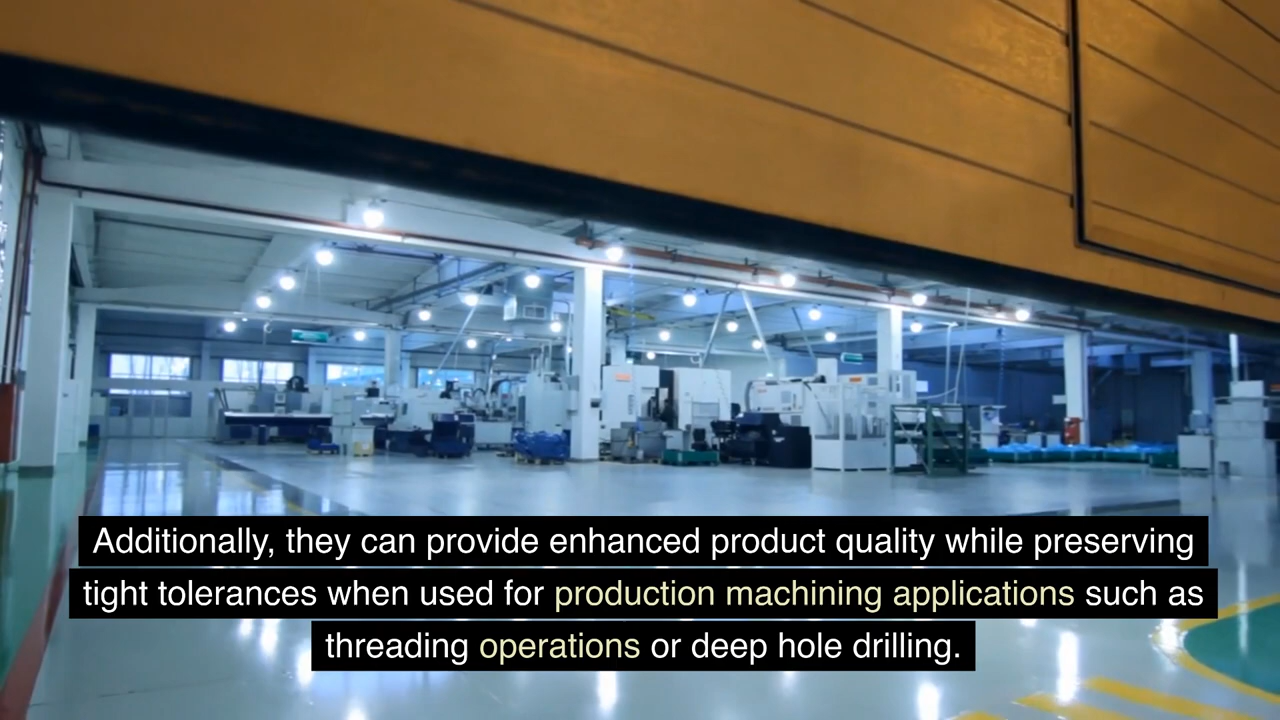 Additionally, they can provide enhanced product quality while preserving
tight tolerances when used for production machining applications such as
threading operations or deep hole drilling.